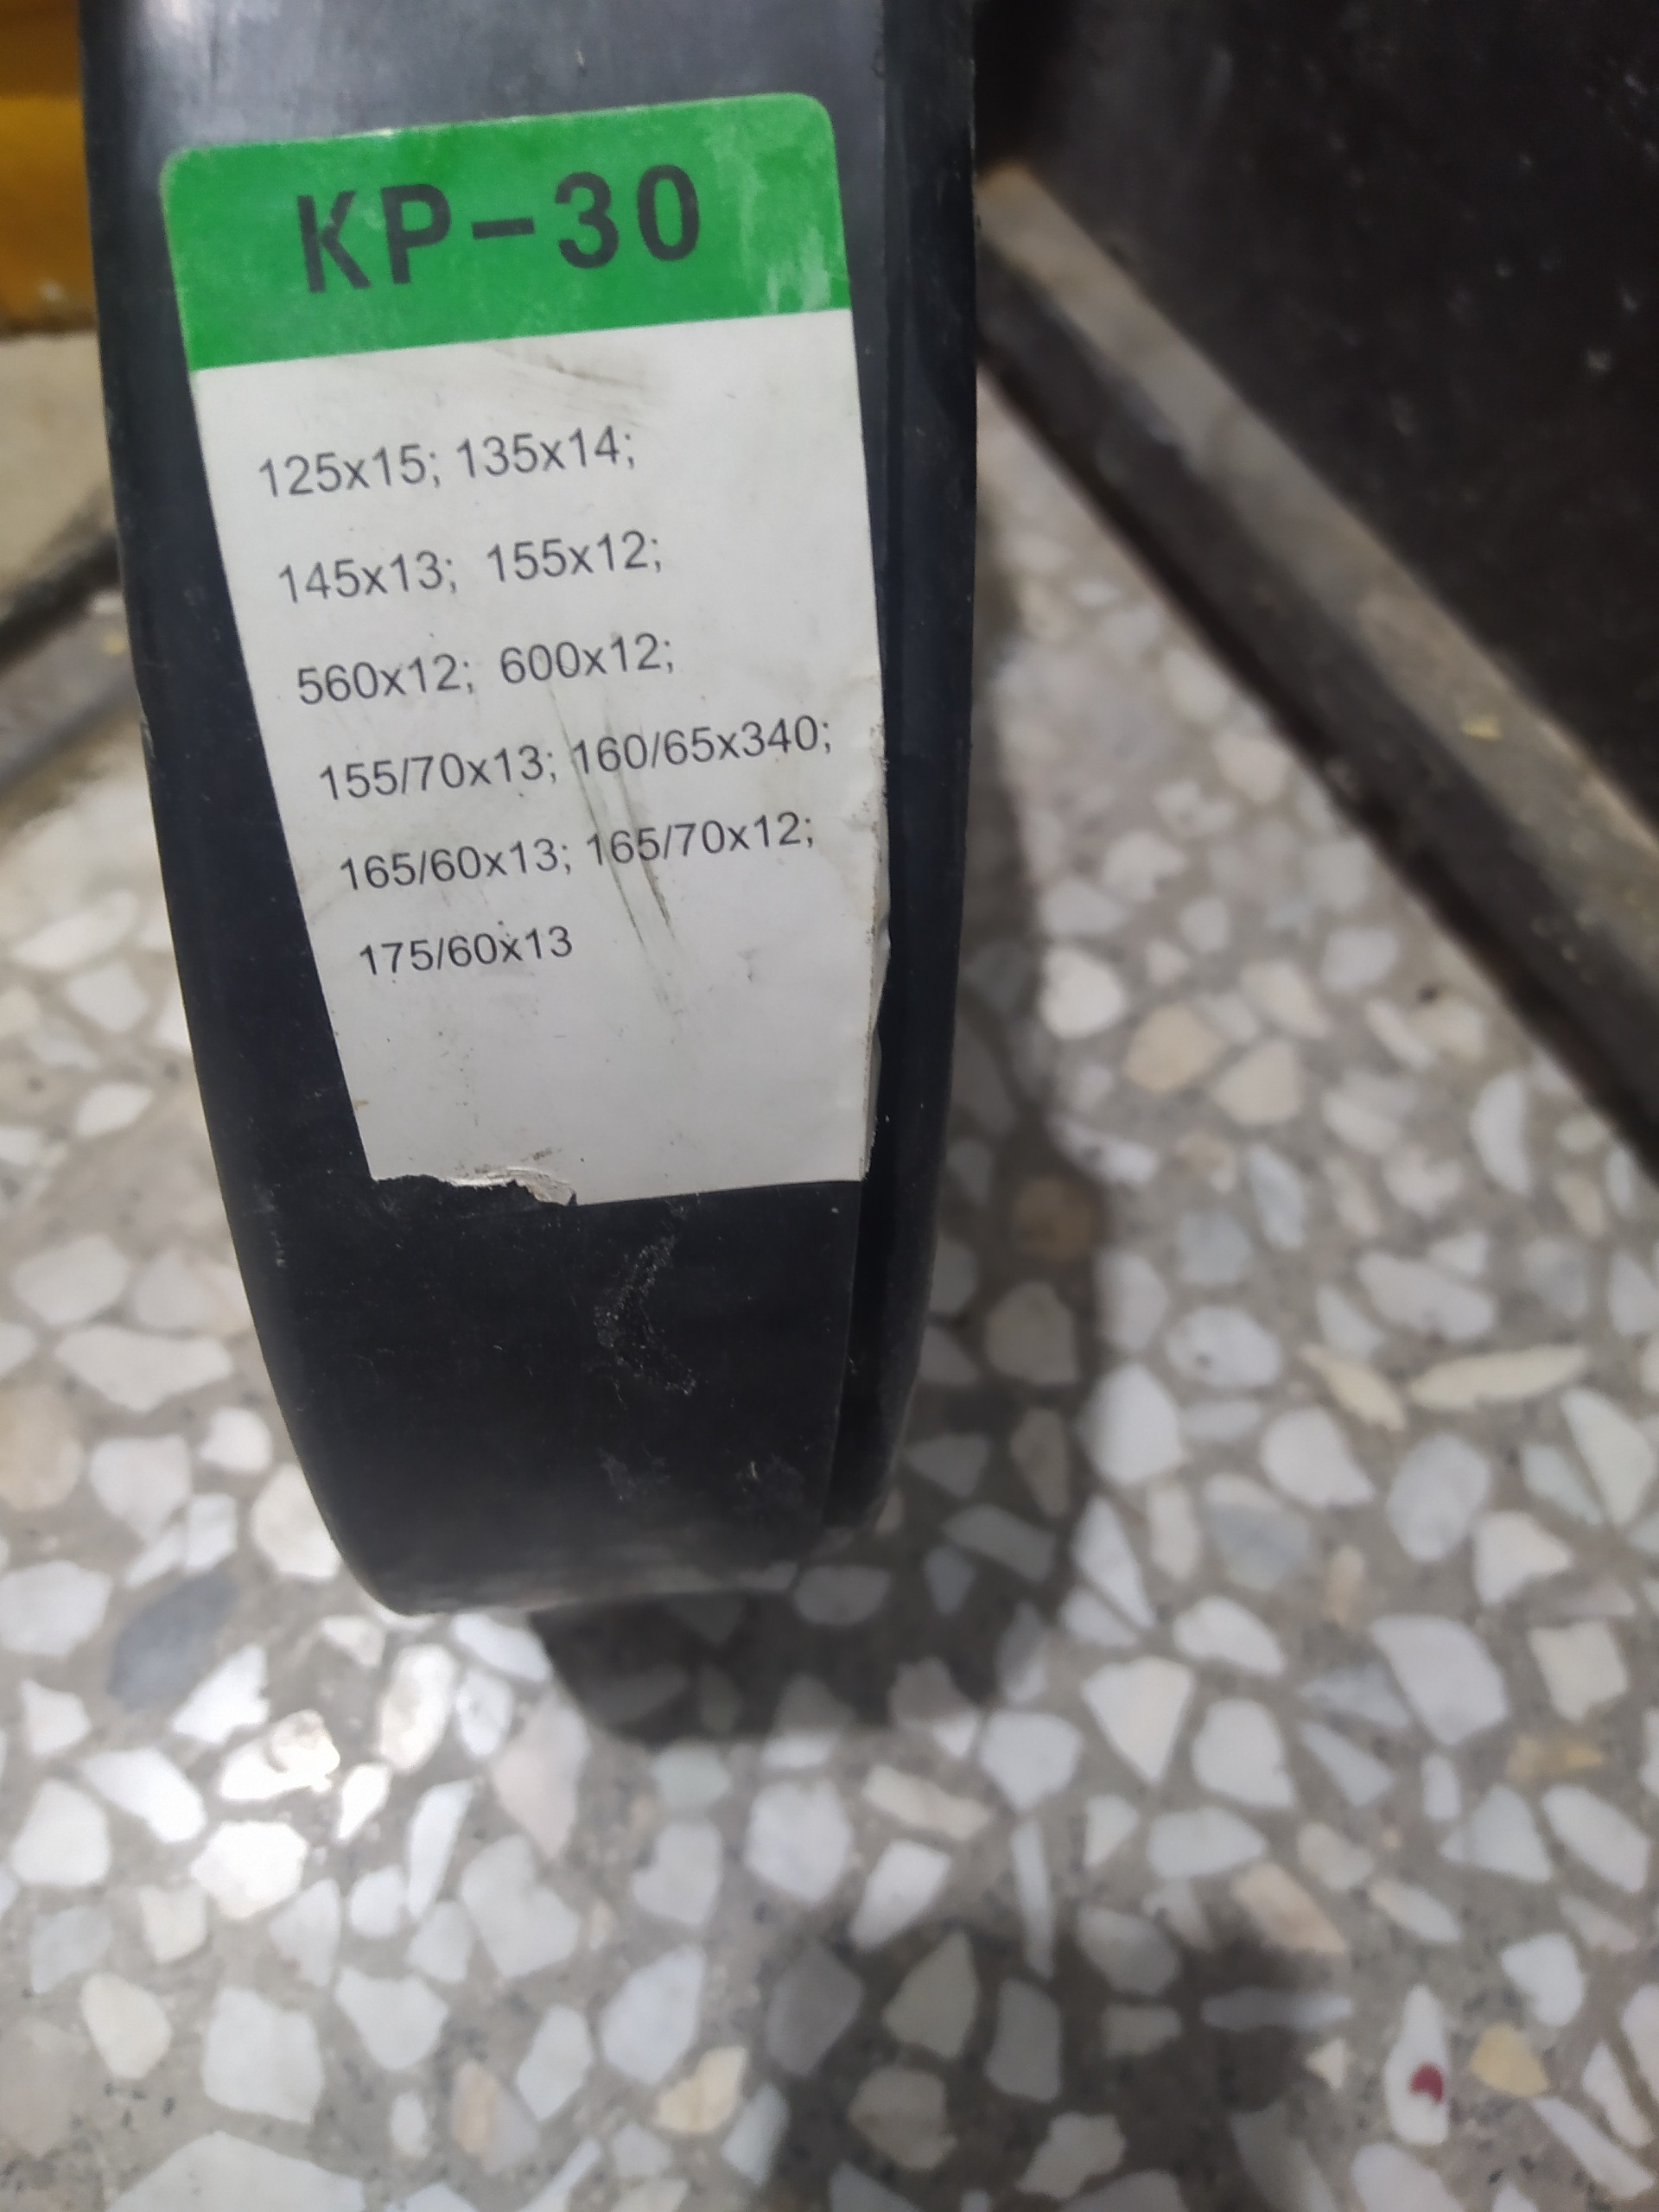 KP-30
125x15; 135x14;
145x13; 155x12;
560x12; 600x12;
155/70x13; 160/65x340;
165/60x13; 165/70x12;
175/60x13